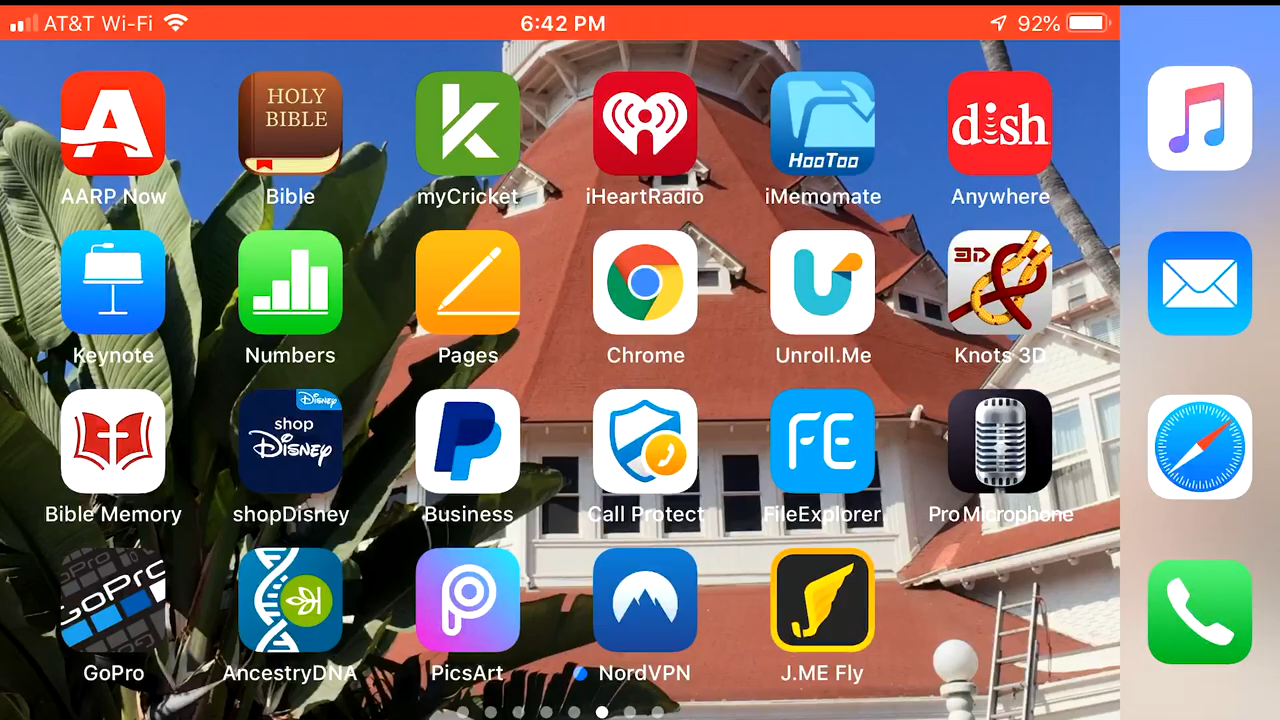 AT&T Wi-Fi 6:42 PM 92%
HOLY
BIBLE
HooToo
dish
AARP Now Bible myCricket iHeartRadio iMemomate Anywhere
3D
Keynote Numbers Pages Chrome Unroll.Me Knots 3D
Disney
shop
Disney
FE
Bible Memory shopDisney Business Call Protect FileExplorer Pro Microphone
GoPro
GoPro AncestryDNA PicsArt NordVPN J.ME Fly